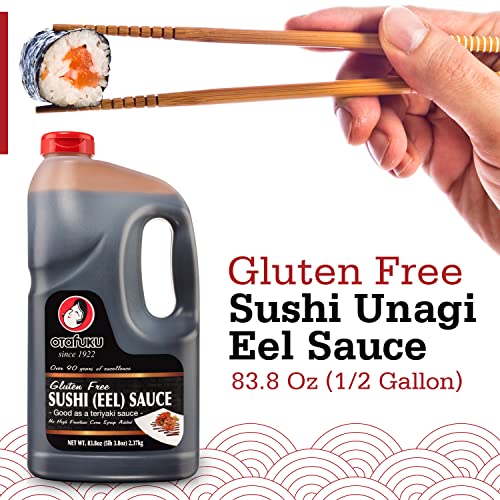 Gluten Free
Sushi Unagi
Eel Sauce
83.8 Oz (1/2 Gallon)
OTAFUKU
since 1922
Over 90 years of excellence
Gluten Free
SUSHI (EEL) SAUCE
- Good as a teriyaki sauce -
No High Fructose Corn Syrup Added
NET WT. 83.8oz (5lb 3.8oz) 2.37kg